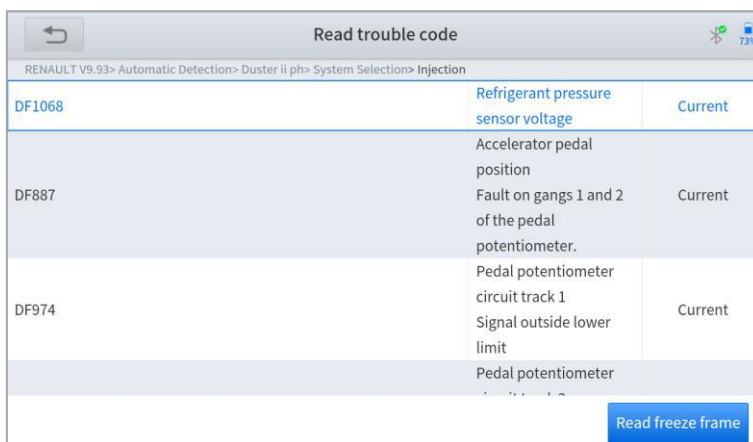 Read trouble code
73%
RENAULT V9.93> Automatic Detection> Duster ii ph> System Selection> Injection
DF1068
Refrigerant pressure
sensor voltage
Current
DF887
Accelerator pedal
position
Fault on gangs 1 and 2
of the pedal
potentiometer.
Current
DF974
Pedal potentiometer
circuit track 1
Signal outside lower
limit
Current
Pedal potentiometer
Read freeze frame